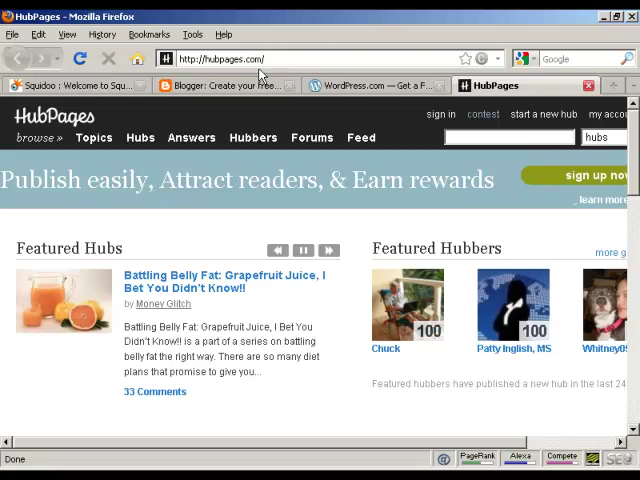 HubPages - Mozilla Firefox
File Edit View History Bookmarks Tools Help
http://hubpages.com/
Google
Squidoo : Welcome to Squ...
Blogger: Create your free...
WordPress.com — Get a F...
HubPages
HubPages
sign in contest start a new hub my accou
browse » Topics Hubs Answers Hubbers Forums Feed
hubs
Publish easily, Attract readers, & Earn rewards
sign up now
learn more
Featured Hubs
Battling Belly Fat: Grapefruit Juice, I
Bet You Didn't Know!!
by Money Glitch
Battling Belly Fat: Grapefruit Juice, I Bet You
Didn't Know!! is a part of a series on battling
belly fat the right way. There are so many diet
plans that promise to give you...
33 Comments
Featured Hubbers
more g
100
100
Chuck
Patty Inglish, MS
Whitney05
Featured hubbers have published a new hub in the last 24
Done
PageRank
Alexa
Compete
SEO